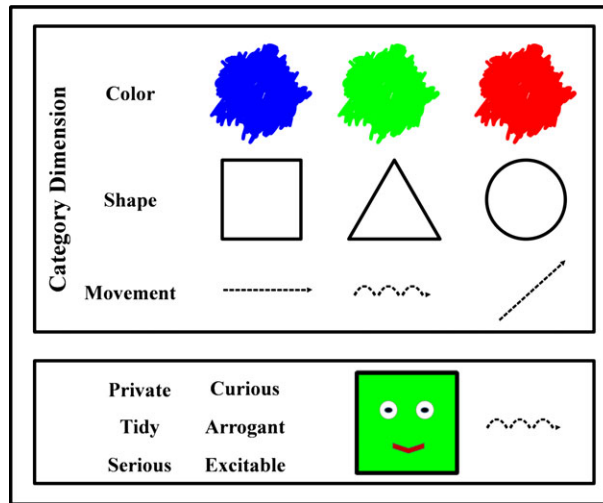 Category Dimension
Color
Shape
Movement
Private Curious
Tidy Arrogant
Serious Excitable